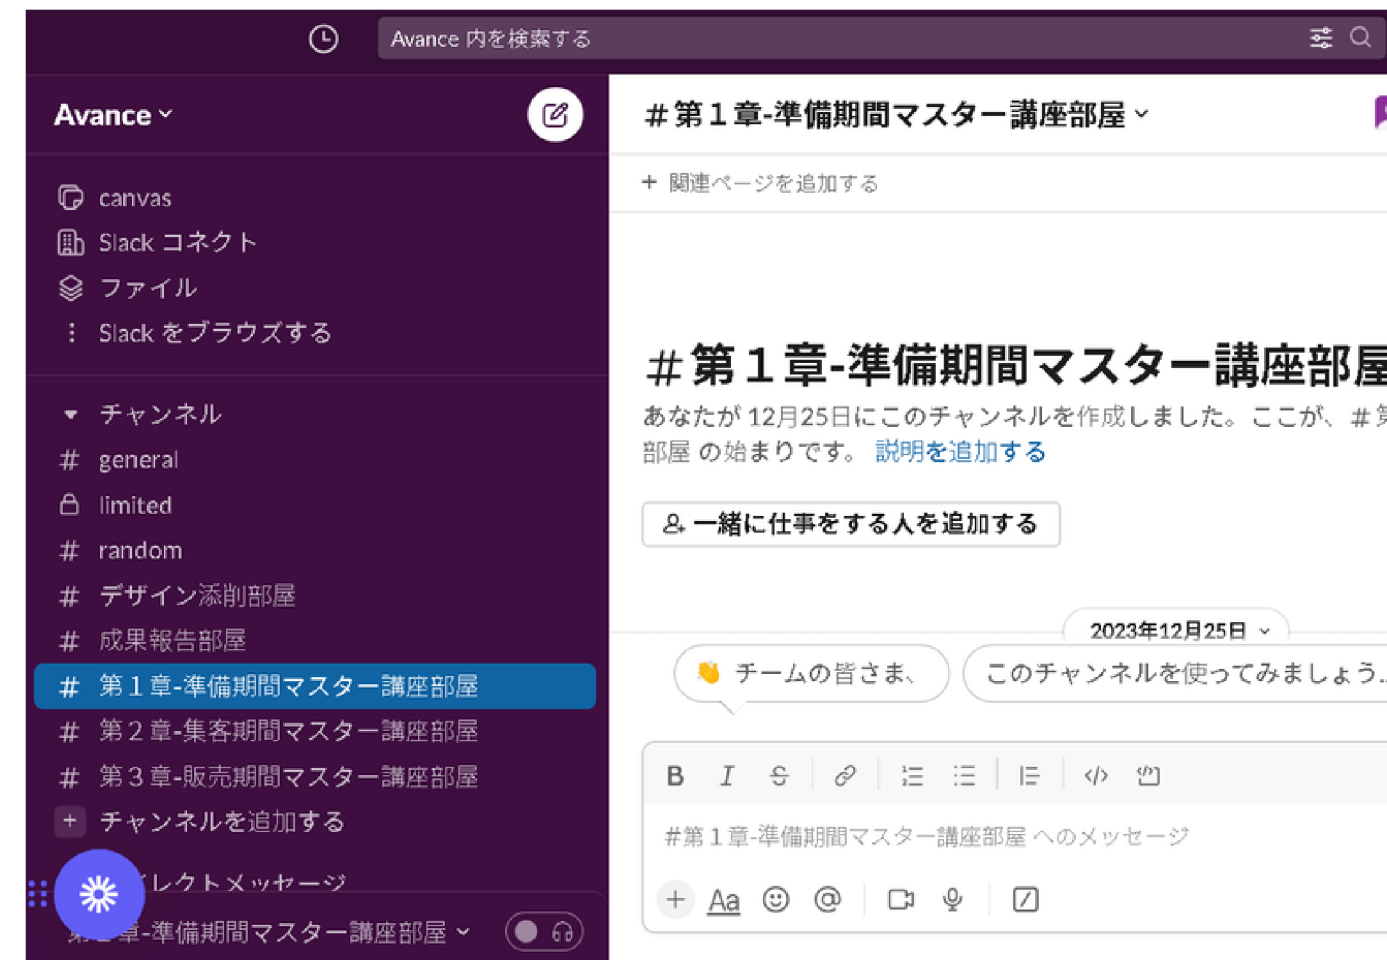 Avance 内を検索する
Avance
canvas
Slack コネクト
ファイル
Slack をブラウズする
チャンネル
# general
limited
# random
# デザイン添削部屋
# 成果報告部屋
# 第１章-準備期間マスター講座部屋
# 第２章-集客期間マスター講座部屋
# 第３章-販売期間マスター講座部屋
+ チャンネルを追加する
レクトメッセージ
章-準備期間マスター講座部屋
#第１章-準備期間マスター講座部屋
+ 関連ページを追加する
#第１章-準備期間マスター講座部屋
あなたが 12月25日にこのチャンネルを作成しました。ここが、#第
部屋 の始まりです。 説明を追加する
一緒に仕事をする人を追加する
2023年12月25日
👋 チームの皆さま、
このチャンネルを使ってみましょう...
B I S
#第１章-準備期間マスター講座部屋 へのメッセージ
+ Aa @